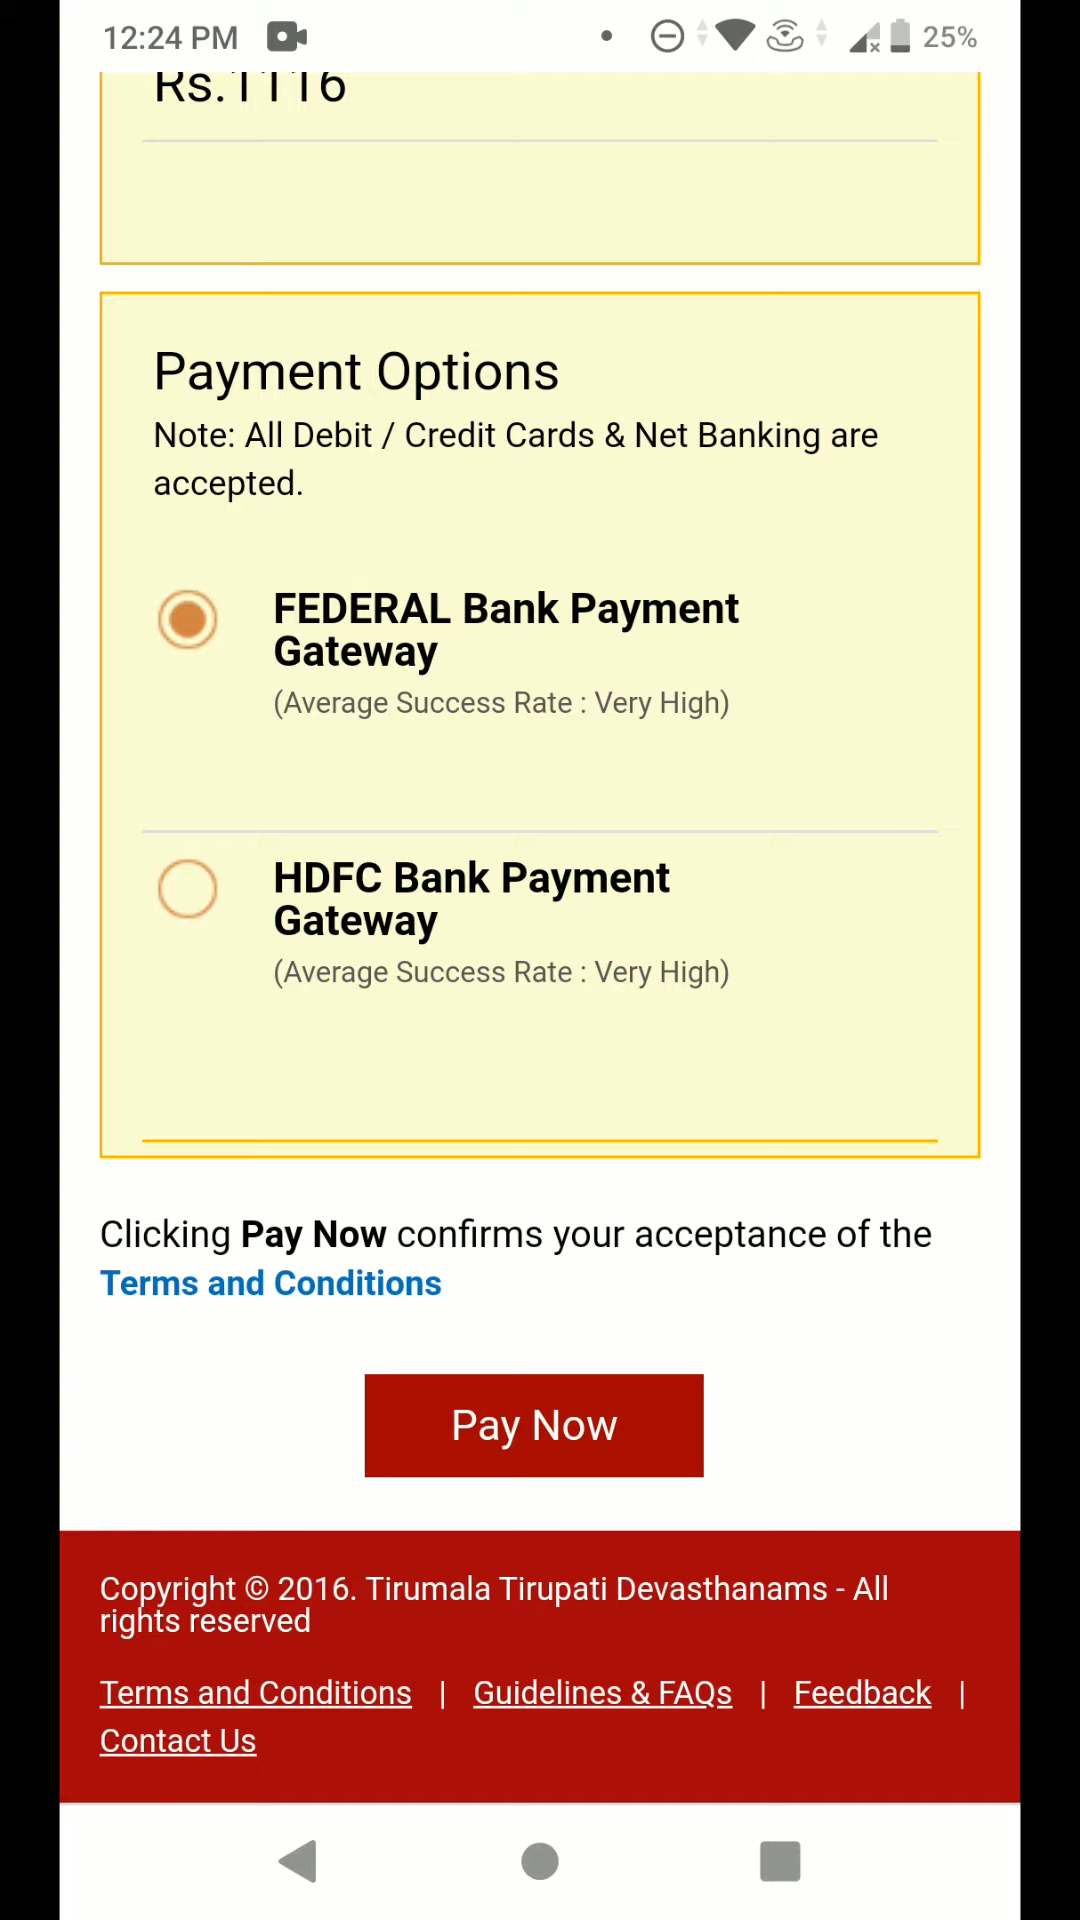 12:24 PM
25%
Rs.1116
Payment Options
Note: All Debit / Credit Cards & Net Banking are
accepted.
FEDERAL Bank Payment
Gateway
(Average Success Rate : Very High)
HDFC Bank Payment
Gateway
(Average Success Rate : Very High)
Clicking Pay Now confirms your acceptance of the
Terms and Conditions
Pay Now
Copyright © 2016. Tirumala Tirupati Devasthanams - All
rights reserved
Terms and Conditions | Guidelines & FAQs | Feedback |
Contact Us